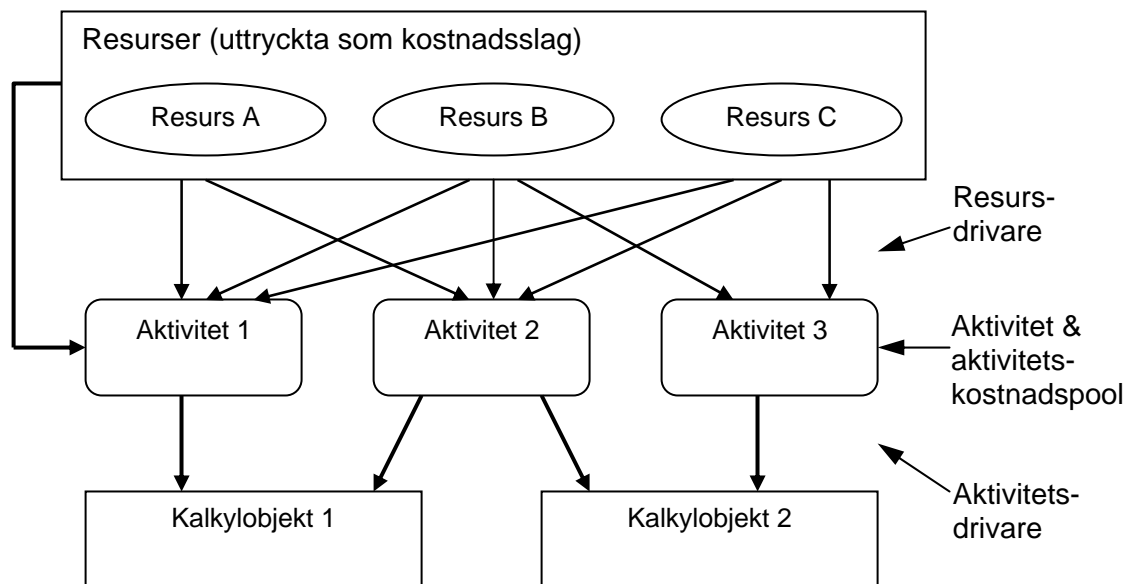 Resurser (uttryckta som kostnadsslag)
Resurs A
Resurs B
Resurs C
Resurs-
drivare
Aktivitet 1
Aktivitet 2
Aktivitet 3
Aktivitet &
aktivitets-
kostnadspool
Aktivitets-
drivare
Kalkylobjekt 1
Kalkylobjekt 2